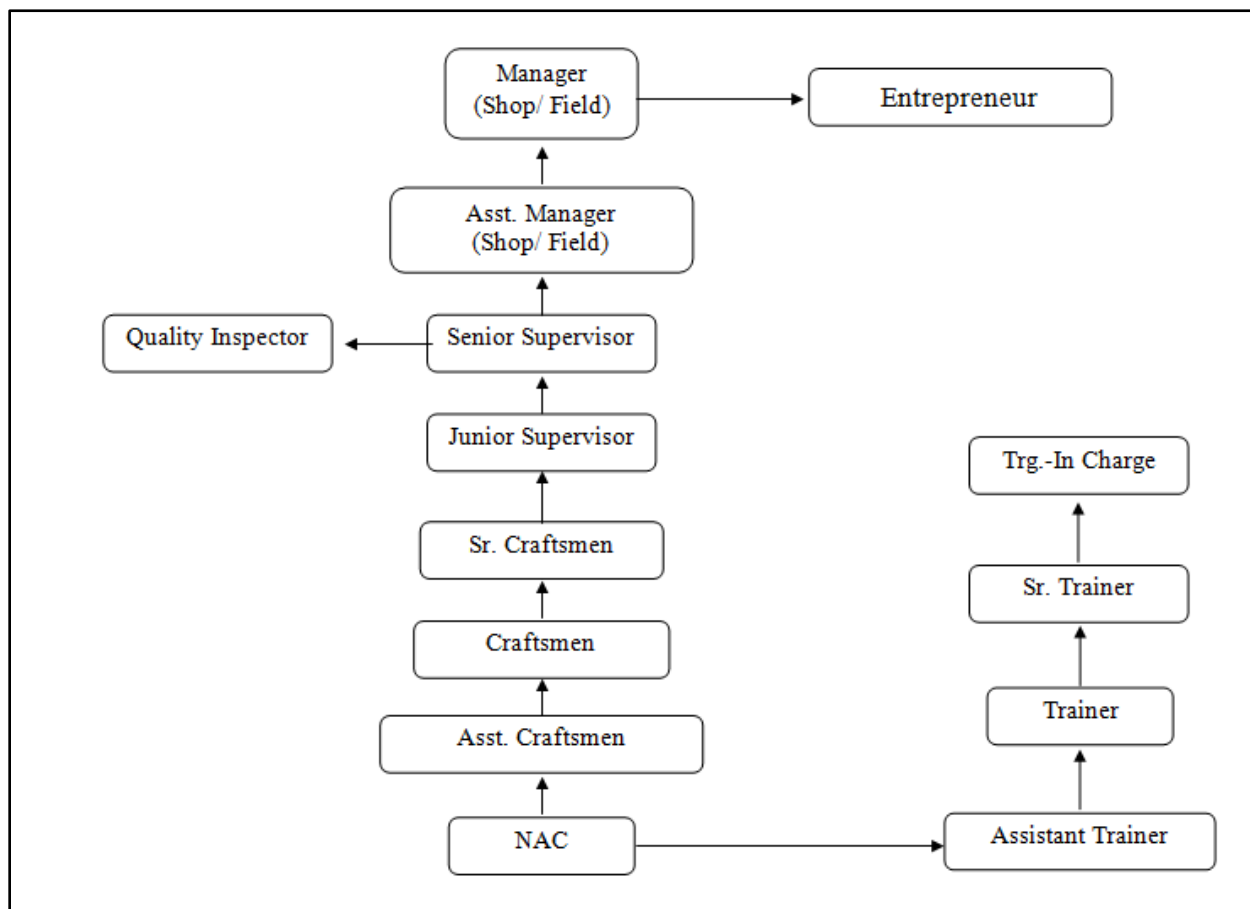 Manager
(Shop/ Field)
Entrepreneur
Asst. Manager
(Shop/ Field)
Quality Inspector
Senior Supervisor
Junior Supervisor
Trg.-In Charge
Sr. Craftsmen
Sr. Trainer
Craftsmen
Trainer
Asst. Craftsmen
NAC
Assistant Trainer